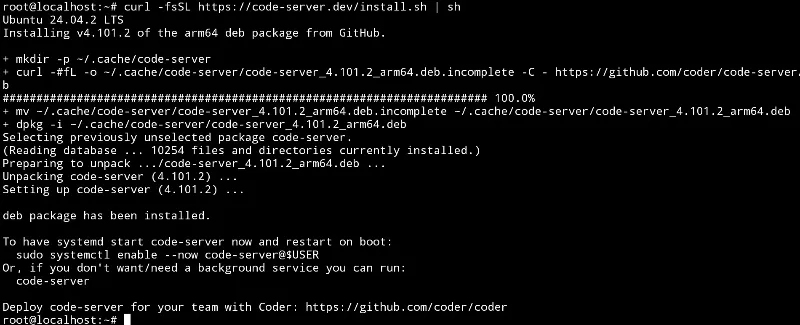 root@localhost:~# curl -fsSL https://code-server.dev/install.sh | sh
Ubuntu 24.04.2 LTS
Installing v4.101.2 of the arm64 deb package from GitHub.

+ mkdir -p ~/.cache/code-server
+ curl -#fL -o ~/.cache/code-server/code-server_4.101.2_arm64.deb.incomplete -C - https://github.com/coder/code-server/
b
######################################################################## 100.0%
+ mv ~/.cache/code-server/code-server_4.101.2_arm64.deb.incomplete ~/.cache/code-server/code-server_4.101.2_arm64.deb
+ dpkg -i ~/.cache/code-server/code-server_4.101.2_arm64.deb
Selecting previously unselected package code-server.
(Reading database ... 10254 files and directories currently installed.)
Preparing to unpack .../code-server_4.101.2_arm64.deb ...
Unpacking code-server (4.101.2) ...
Setting up code-server (4.101.2) ...

deb package has been installed.

To have systemd start code-server now and restart on boot:
  sudo systemctl enable --now code-server@$USER
Or, if you don't want/need a background service you can run:
  code-server

Deploy code-server for your team with Coder: https://github.com/coder/coder
root@localhost:~#